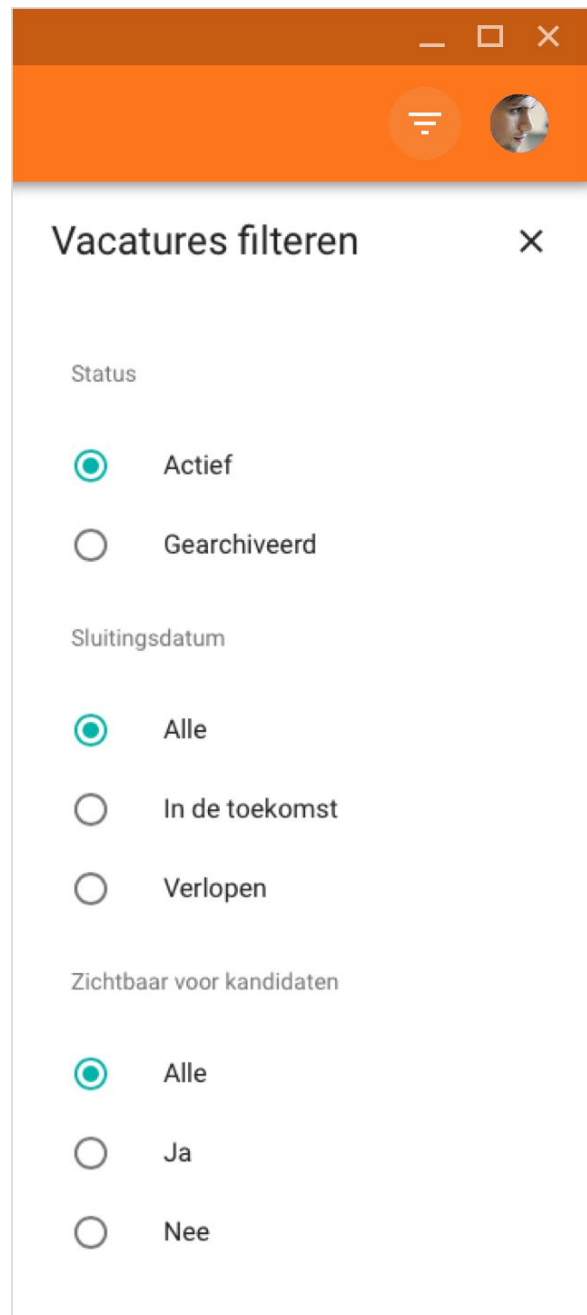 Vacatures filteren
Status
Actief
Gearchiveerd
Sluitingsdatum
Alle
In de toekomst
Verlopen
Zichtbaar voor kandidaten
Alle
Ja
Nee